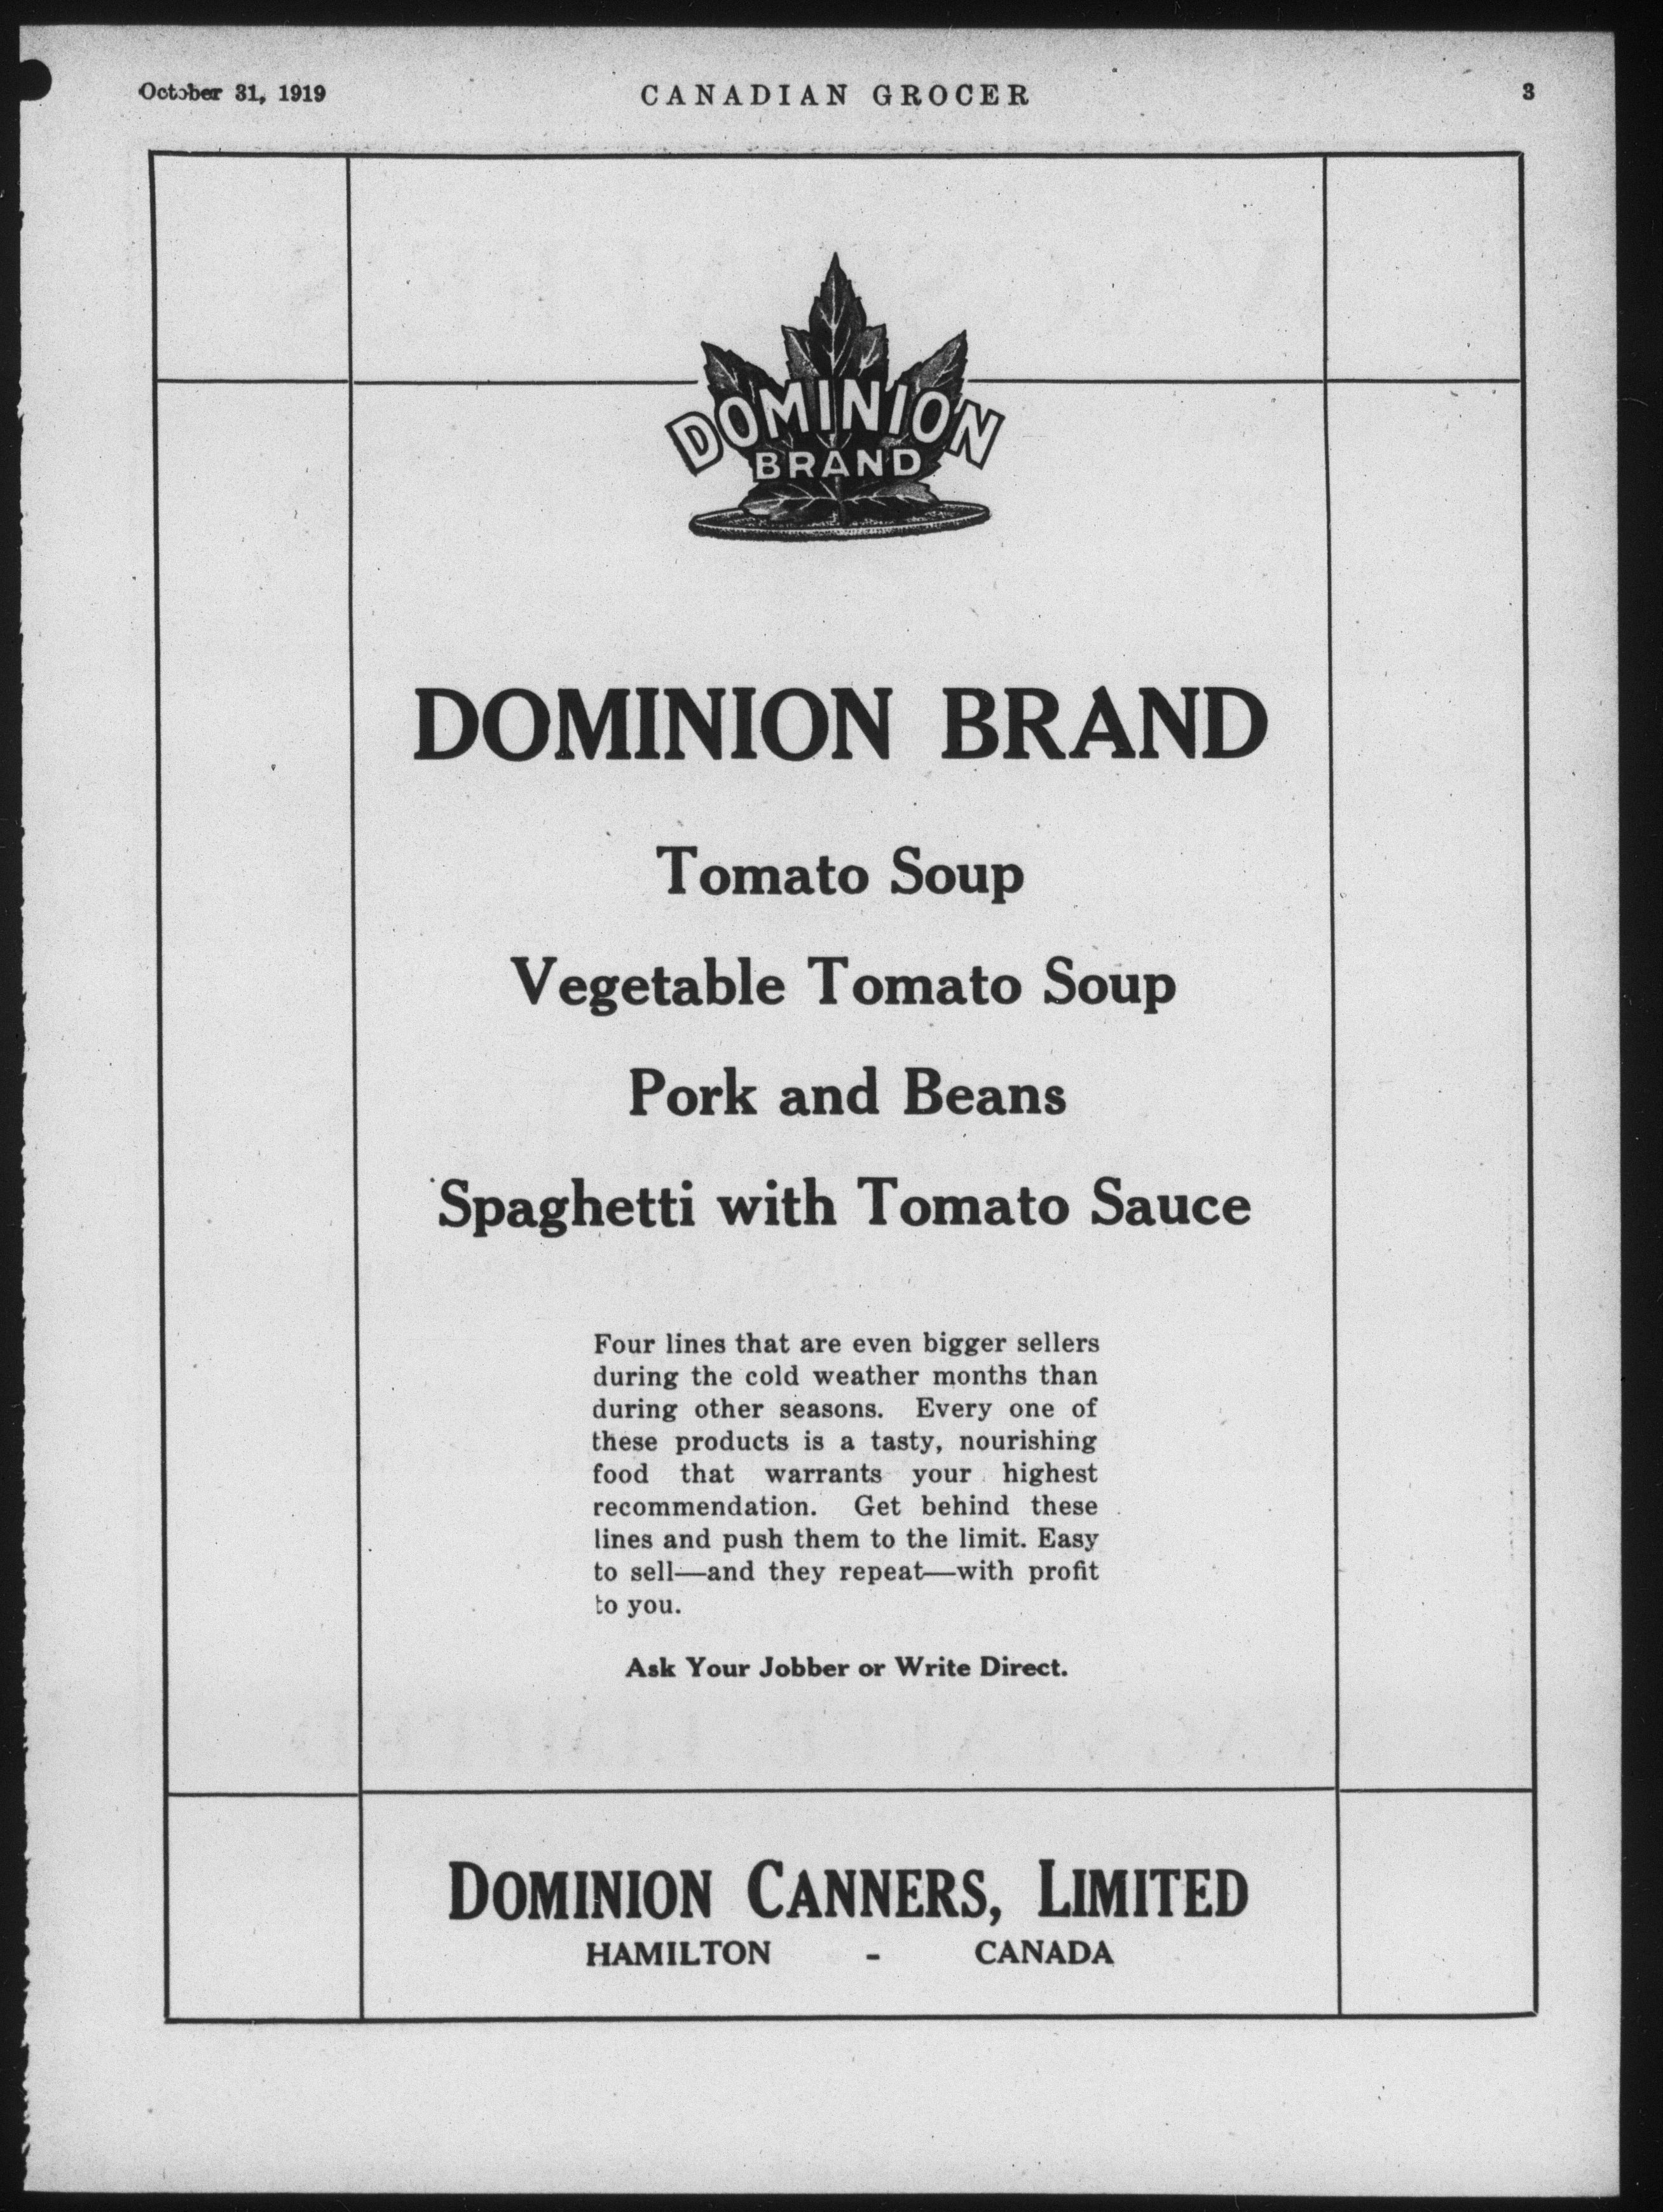 October 31, 1919
CANADIAN GROCER
3
DOMINION
BRAND
DOMINION BRAND
Tomato Soup
Vegetable Tomato Soup
Pork and Beans
Spaghetti with Tomato Sauce
Four lines that are even bigger sellers
during the cold weather months than
during other seasons. Every one of
these products is a tasty, nourishing
food that warrants your highest
recommendation. Get behind these
lines and push them to the limit. Easy
to sell—and they repeat—with profit
to you.
Ask Your Jobber or Write Direct.
DOMINION CANNERS, LIMITED
HAMILTON - CANADA